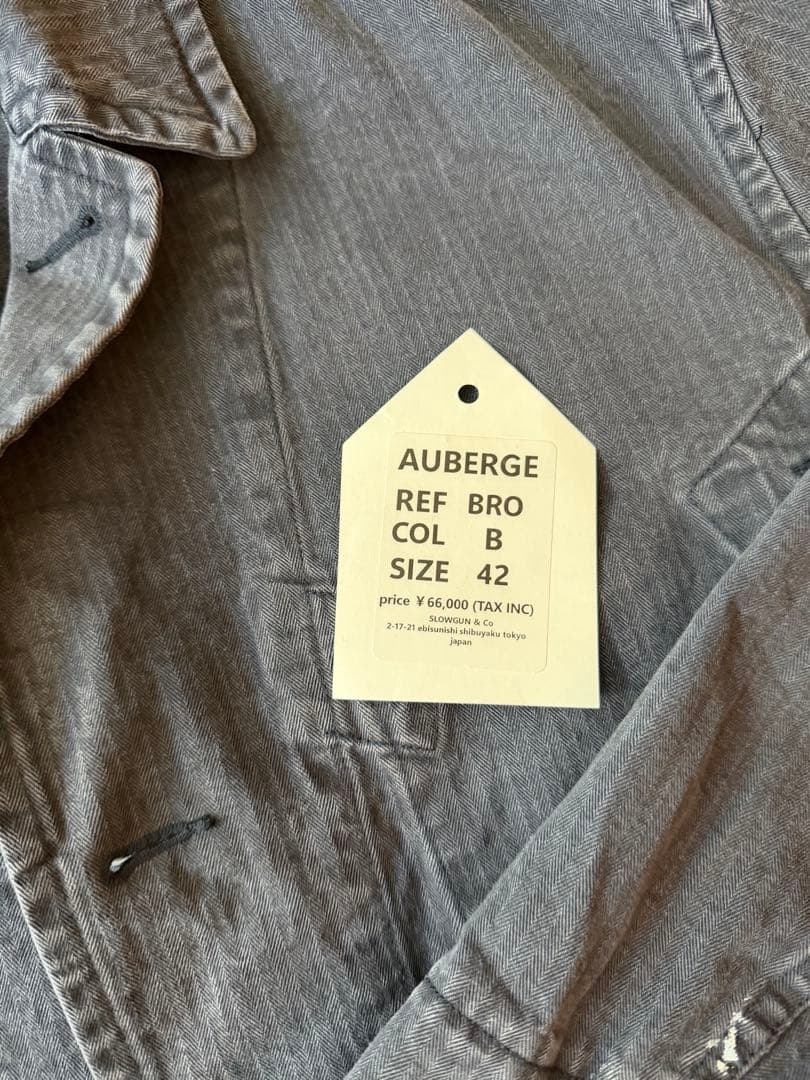 AUBERGE
REF BRO
COL B
SIZE 42
price ¥66,000 (TAX INC)
SLOWGUN & Co
2-17-21 ebisunishi shibuyaku tokyo
japan